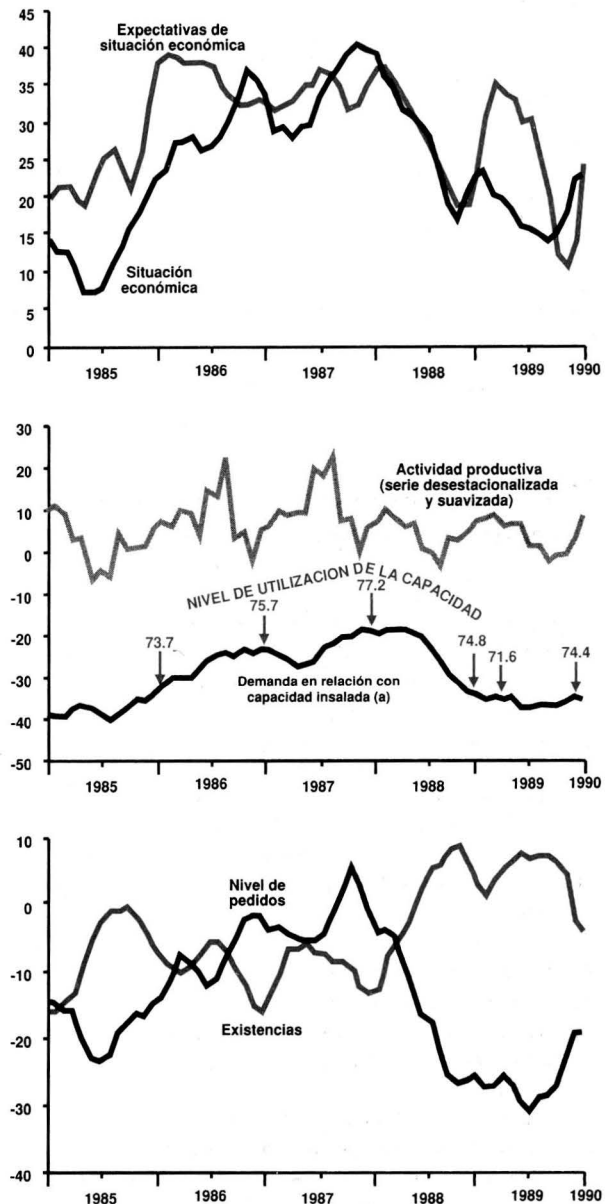 45
40
35
30
25
20
15
10
5
0
Expectativas de
situación económica
Situación
económica
1985 1986 1987 1988 1989 1990
30
20
10
0
-10
-20
-30
-40
-50
Actividad productiva
(serie desestacionalizada
y suavizada)
NIVEL DE UTILIZACION DE LA CAPACIDAD
73.7
75.7
77.2
74.8
71.6
74.4
Demanda en relación con
capacidad insalada (a)
1985 1986 1987 1988 1989 1990
10
0
-10
-20
-30
-40
Nivel de
pedidos
Existencias
1985 1986 1987 1988 1989 1990